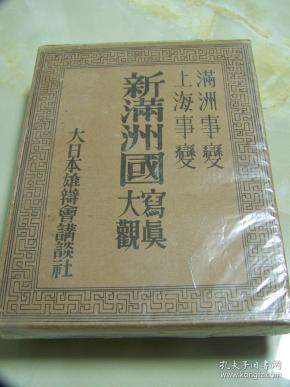 滿洲事變
上海事變
新滿洲國
寫眞
大觀
大日本雄辯會講談社
孔夫子旧书网